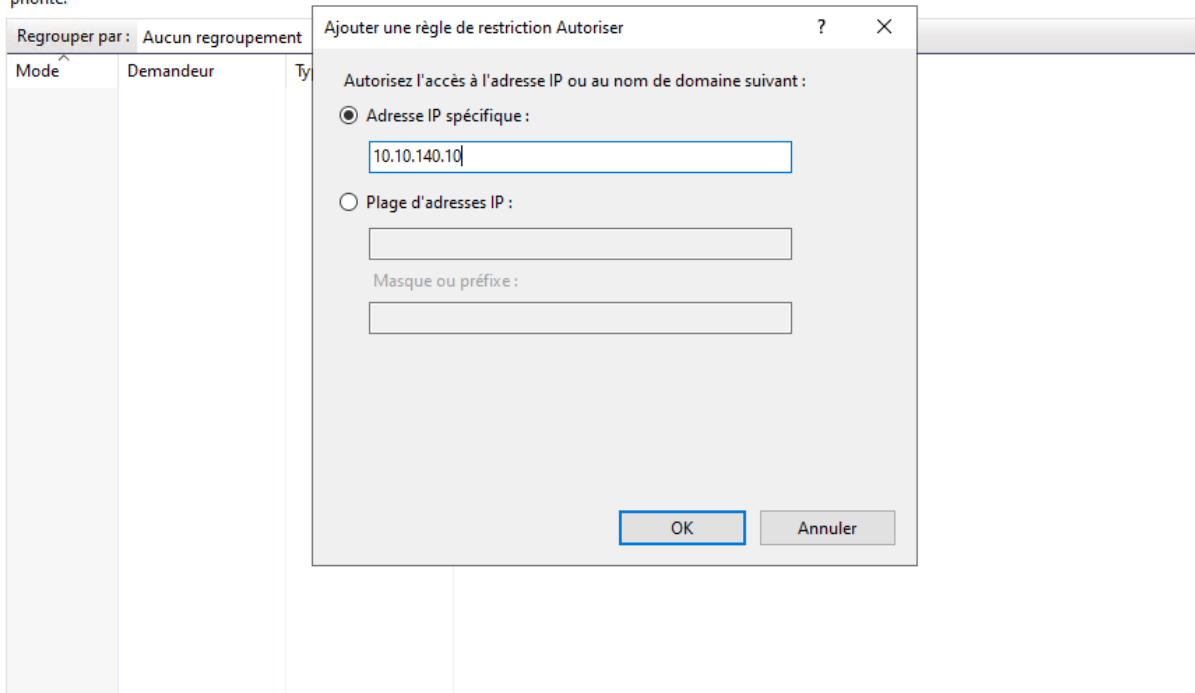 priorité.
Regrouper par : Aucun regroupement
Mode Demandeur
Ajouter une règle de restriction Autoriser ?
Autorisez l'accès à l'adresse IP ou au nom de domaine suivant :
Adresse IP spécifique :
10.10.140.10
Plage d'adresses IP :
Masque ou préfixe :
OK Annuler